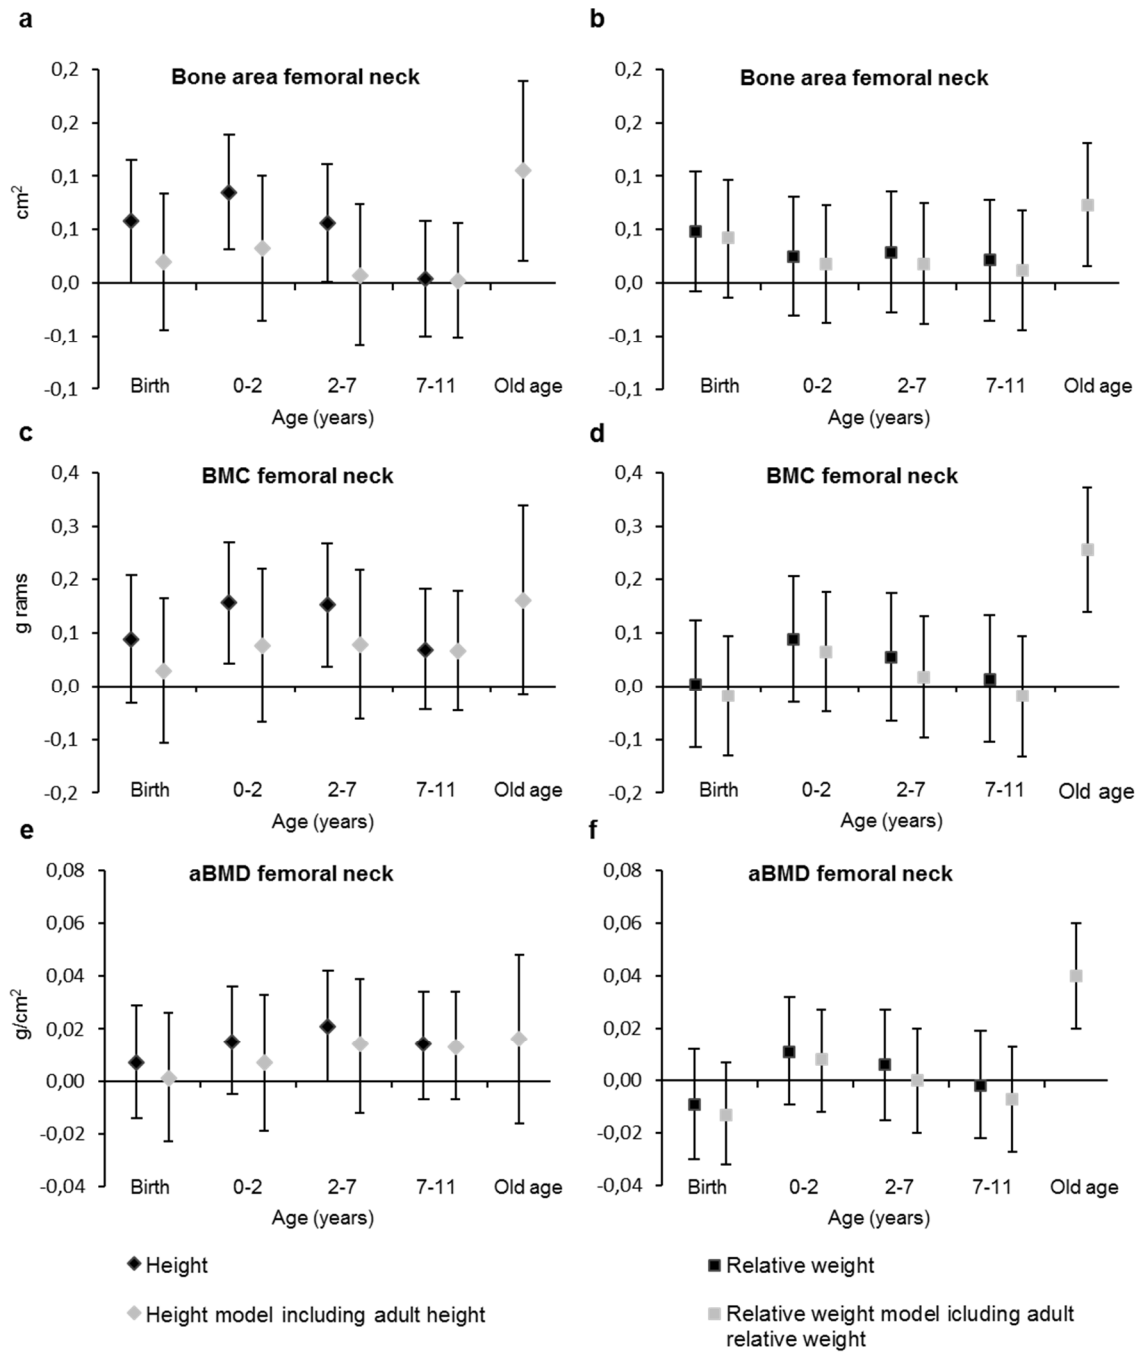 a
Bone area femoral neck
0,2
0,2
0,1
0,1
0,0
-0,1
-0,1
cm2
Birth 0-2 2-7 7-11 Old age
Age (years)
b
Bone area femoral neck
0,2
0,2
0,1
0,1
0,0
-0,1
-0,1
Birth 0-2 2-7 7-11 Old age
Age (years)
c
BMC femoral neck
0,4
0,3
0,2
0,1
0,0
-0,1
-0,2
g rams
Birth 0-2 2-7 7-11 Old age
Age (years)
d
BMC femoral neck
0,4
0,3
0,2
0,1
0,0
-0,1
-0,2
Birth 0-2 2-7 7-11 Old age
Age (years)
e
aBMD femoral neck
0,08
0,06
0,04
0,02
0,00
-0,02
-0,04
g/cm2
Birth 0-2 2-7 7-11 Old age
Age (years)
f
aBMD femoral neck
0,08
0,06
0,04
0,02
0,00
-0,02
-0,04
Birth 0-2 2-7 7-11 Old age
Age (years)
Height
Height model including adult height
Relative weight
Relative weight model icluding adult
relative weight